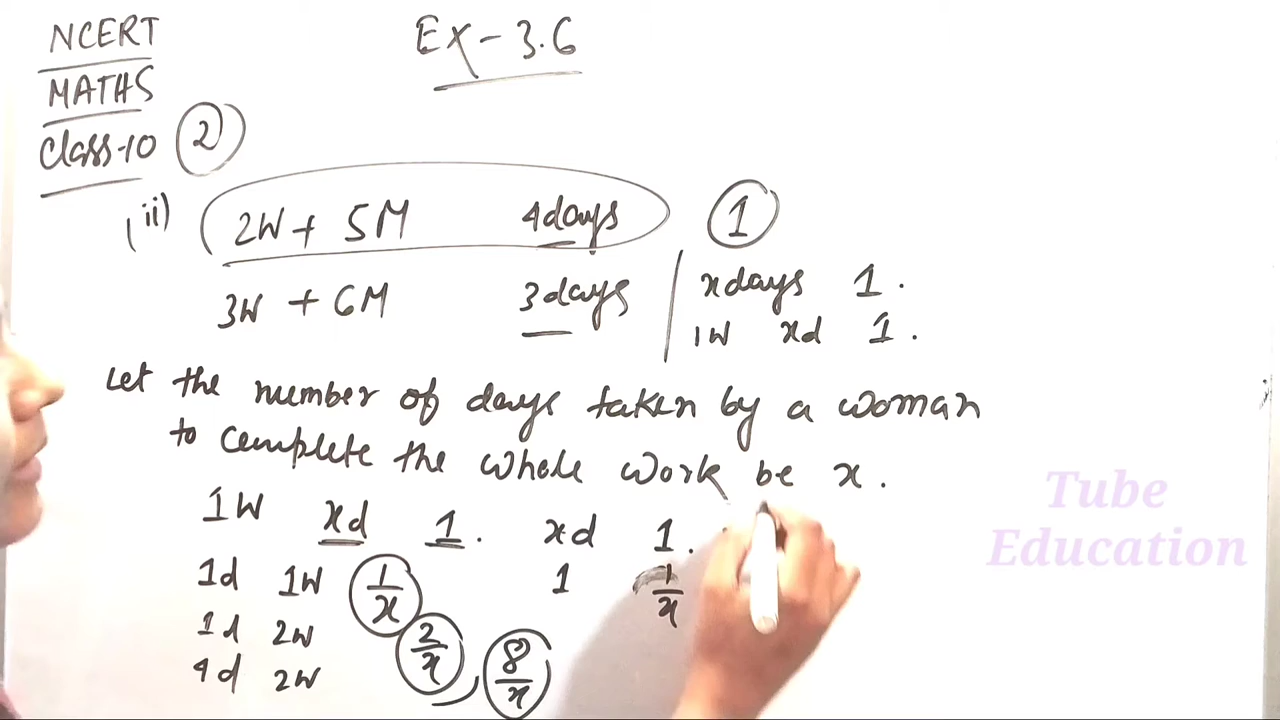 NCERT
MATHS
Class-10
Ex - 3.6
2
(ii)
2W + 5M 4days
1
3W + 6M 3days
xdays 1.
1W xd 1.
Let the number of days taken by a woman
to complete the whole work be x.
1W xd 1. xd 1.
1d 1W 1/x 1 1/x
1d 2W 2/x
4d 2W 8/x
Tube
Education